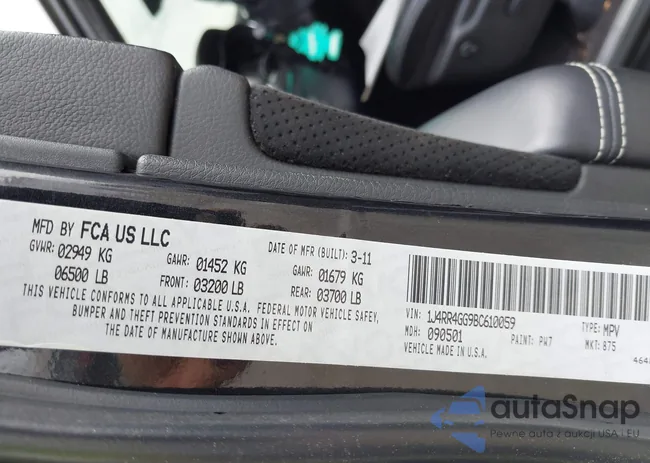 MFD BY FCA US LLC
DATE OF MFR (BUILT): 3-11
GVWR: 02949 KG
GAWR: 01452 KG
GAWR: 01679 KG
06500 LB
FRONT: 03200 LB
REAR: 03700 LB
THIS VEHICLE CONFORMS TO ALL APPLICABLE U.S.A. FEDERAL MOTOR VEHICLE SAFEY,
BUMPER AND THEFT PREVENTION STANDARDS IN EFFECT ON
THE DATE OF MANUFACTURE SHOWN ABOVE.
VIN: 1J4RR4GG9BC610059
TYPE: MPV
MDH: 090501
PAINT: PW7
MKT: 875
VEHICLE MADE IN U.S.A.
autaSnap
Pewne auta z aukcji USA i EU